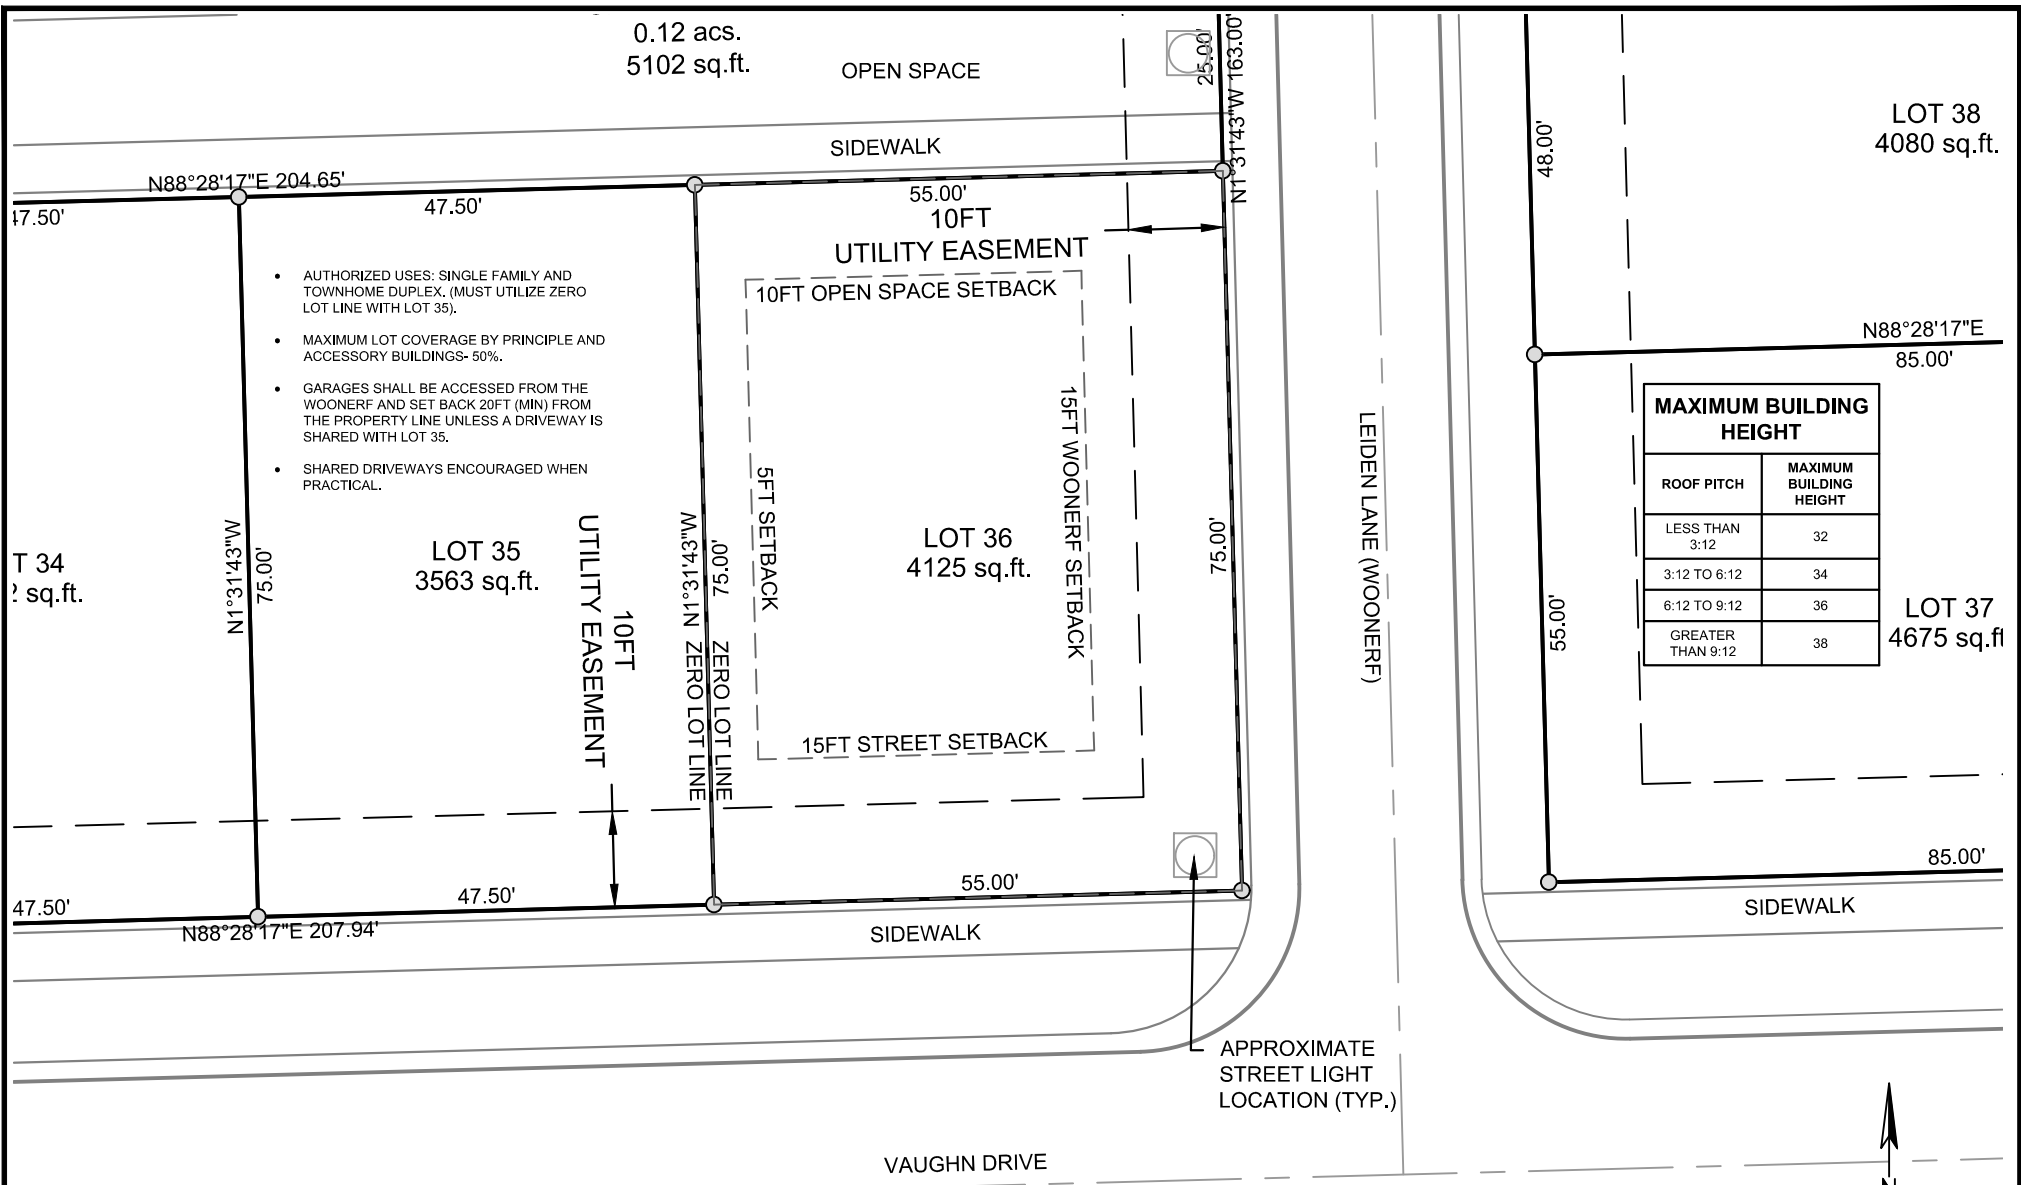 0.12 acs.
5102 sq.ft.
OPEN SPACE
25.00'
N1°31'43"W 163.00'
SIDEWALK
N88°28'17"E 204.65'
47.50'
47.50'
55.00'
10FT
UTILITY EASEMENT
10FT OPEN SPACE SETBACK
• AUTHORIZED USES: SINGLE FAMILY AND
TOWNHOME DUPLEX. (MUST UTILIZE ZERO
LOT LINE WITH LOT 35).
• MAXIMUM LOT COVERAGE BY PRINCIPLE AND
ACCESSORY BUILDINGS- 50%.
• GARAGES SHALL BE ACCESSED FROM THE
WOONERF AND SET BACK 20FT (MIN) FROM
THE PROPERTY LINE UNLESS A DRIVEWAY IS
SHARED WITH LOT 35.
• SHARED DRIVEWAYS ENCOURAGED WHEN
PRACTICAL.
T 34
2 sq.ft.
N1°31'43"W
75.00'
LOT 35
3563 sq.ft.
UTILITY EASEMENT
10FT
N1°31'43"W
75.00'
ZERO LOT LINE
ZERO LOT LINE
5FT SETBACK
LOT 36
4125 sq.ft.
15FT WOONERF SETBACK
75.00'
15FT STREET SETBACK
LEIDEN LANE (WOONERF)
LOT 38
4080 sq.ft.
48.00'
N88°28'17"E
85.00'
MAXIMUM BUILDING
HEIGHT
ROOF PITCH
MAXIMUM
BUILDING
HEIGHT
LESS THAN
3:12
32
3:12 TO 6:12
34
6:12 TO 9:12
36
GREATER
THAN 9:12
38
55.00'
LOT 37
4675 sq.ft
85.00'
SIDEWALK
47.50'
47.50'
55.00'
N88°28'17"E 207.94'
SIDEWALK
APPROXIMATE
STREET LIGHT
LOCATION (TYP.)
VAUGHN DRIVE
N